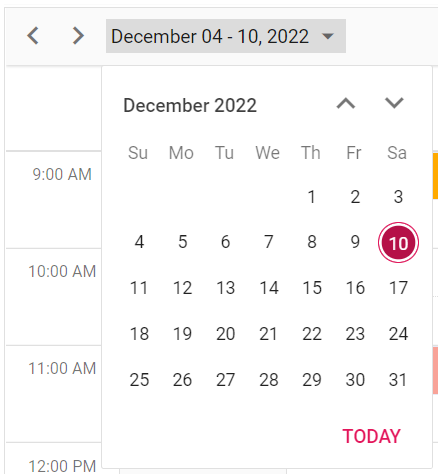 December 04 - 10, 2022
December 2022
Su Mo Tu We Th Fr Sa
9:00 AM
1 2 3
4 5 6 7 8 9 10
10:00 AM
11 12 13 14 15 16 17
18 19 20 21 22 23 24
11:00 AM
25 26 27 28 29 30 31
TODAY
12:00 PM